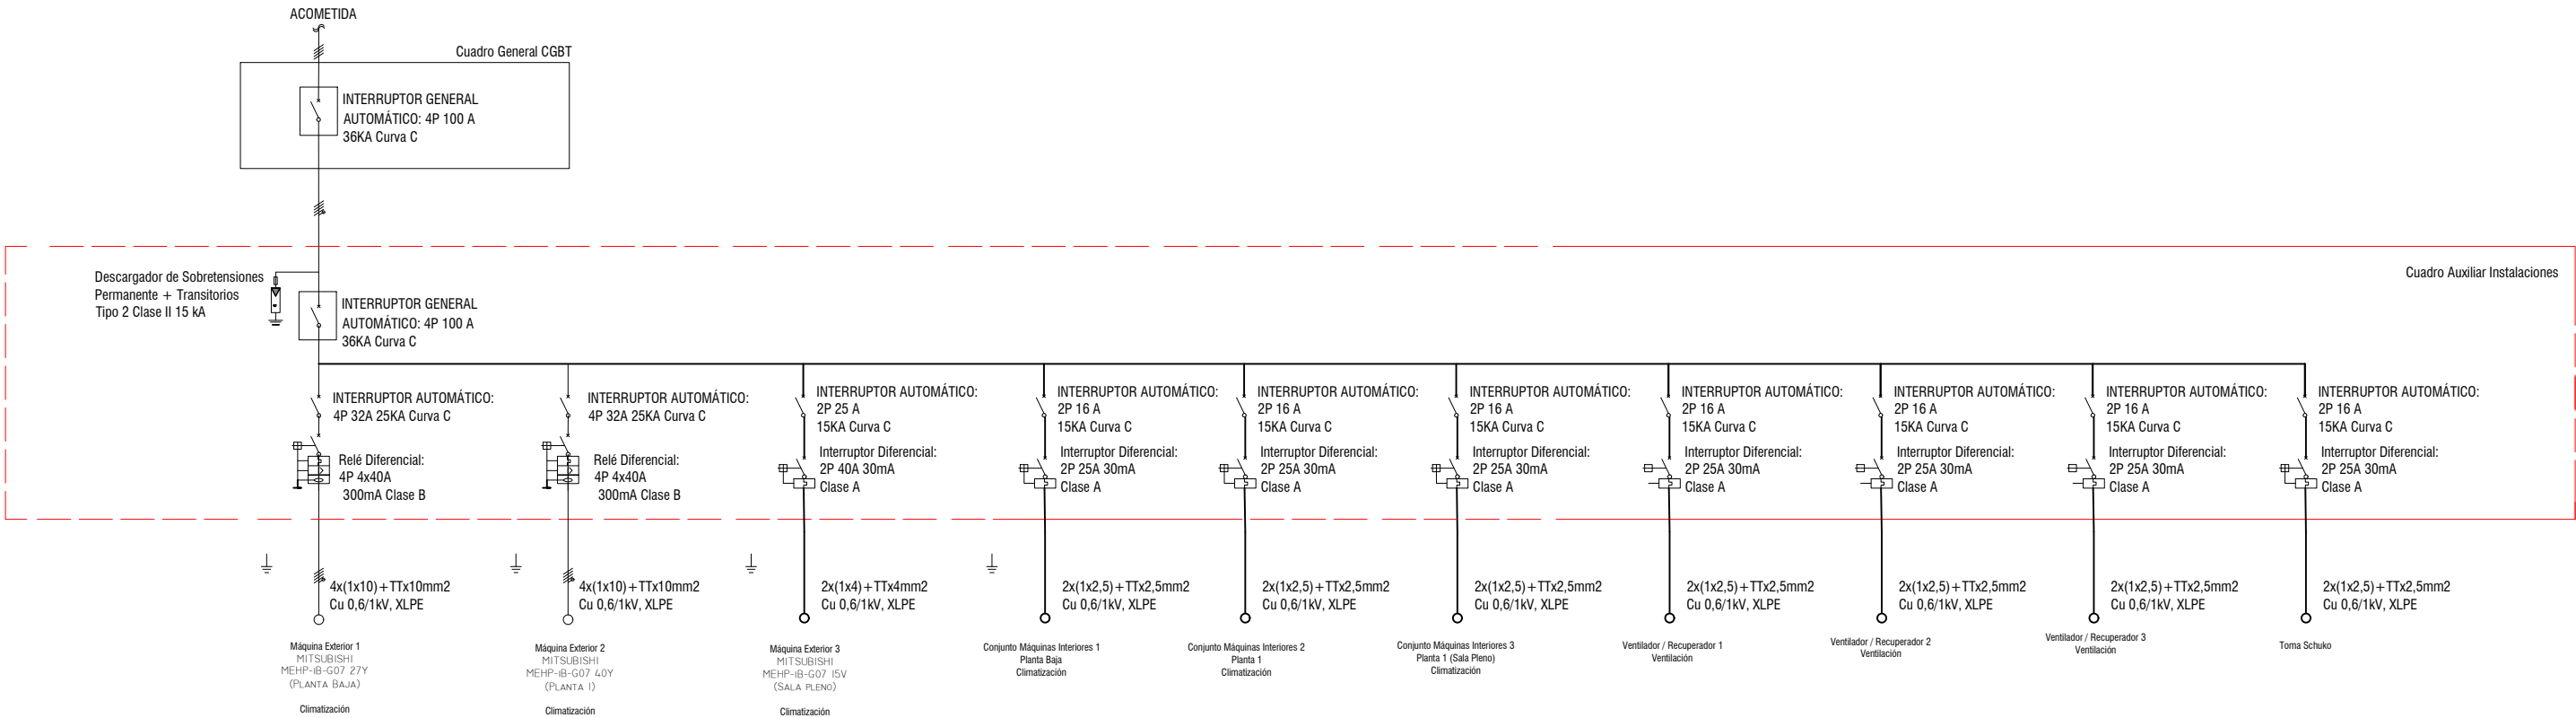 ACOMETIDA
Cuadro General CGBT
INTERRUPTOR GENERAL
AUTOMÁTICO: 4P 100 A
36KA Curva C
Cuadro Auxiliar Instalaciones
Descargador de Sobretensiones
Permanente + Transitorios
Tipo 2 Clase II 15 kA
INTERRUPTOR GENERAL
AUTOMÁTICO: 4P 100 A
36KA Curva C
INTERRUPTOR AUTOMÁTICO:
4P 32A 25KA Curva C
Relé Diferencial:
4P 4x40A
300mA Clase B
4x(1x10)+TTx10mm2
Cu 0,6/1kV, XLPE
Máquina Exterior 1
MITSUBISHI
MEHP-iB-G07 27Y
(PLANTA BAJA)
Climatización
INTERRUPTOR AUTOMÁTICO:
4P 32A 25KA Curva C
Relé Diferencial:
4P 4x40A
300mA Clase B
4x(1x10)+TTx10mm2
Cu 0,6/1kV, XLPE
Máquina Exterior 2
MITSUBISHI
MEHP-iB-G07 40Y
(PLANTA 1)
Climatización
INTERRUPTOR AUTOMÁTICO:
2P 25 A
15KA Curva C
Interruptor Diferencial:
2P 40A 30mA
Clase A
2x(1x4)+TTx4mm2
Cu 0,6/1kV, XLPE
Máquina Exterior 3
MITSUBISHI
MEHP-iB-G07 15V
(SALA PLENO)
Climatización
INTERRUPTOR AUTOMÁTICO:
2P 16 A
15KA Curva C
Interruptor Diferencial:
2P 25A 30mA
Clase A
2x(1x2,5)+TTx2,5mm2
Cu 0,6/1kV, XLPE
Conjunto Máquinas Interiores 1
Planta Baja
Climatización
INTERRUPTOR AUTOMÁTICO:
2P 16 A
15KA Curva C
Interruptor Diferencial:
2P 25A 30mA
Clase A
2x(1x2,5)+TTx2,5mm2
Cu 0,6/1kV, XLPE
Conjunto Máquinas Interiores 2
Planta 1
Climatización
INTERRUPTOR AUTOMÁTICO:
2P 16 A
15KA Curva C
Interruptor Diferencial:
2P 25A 30mA
Clase A
2x(1x2,5)+TTx2,5mm2
Cu 0,6/1kV, XLPE
Conjunto Máquinas Interiores 3
Planta 1 (Sala Pleno)
Climatización
INTERRUPTOR AUTOMÁTICO:
2P 16 A
15KA Curva C
Interruptor Diferencial:
2P 25A 30mA
Clase A
2x(1x2,5)+TTx2,5mm2
Cu 0,6/1kV, XLPE
Ventilador / Recuperador 1
Ventilación
INTERRUPTOR AUTOMÁTICO:
2P 16 A
15KA Curva C
Interruptor Diferencial:
2P 25A 30mA
Clase A
2x(1x2,5)+TTx2,5mm2
Cu 0,6/1kV, XLPE
Ventilador / Recuperador 2
Ventilación
INTERRUPTOR AUTOMÁTICO:
2P 16 A
15KA Curva C
Interruptor Diferencial:
2P 25A 30mA
Clase A
2x(1x2,5)+TTx2,5mm2
Cu 0,6/1kV, XLPE
Ventilador / Recuperador 3
Ventilación
INTERRUPTOR AUTOMÁTICO:
2P 16 A
15KA Curva C
Interruptor Diferencial:
2P 25A 30mA
Clase A
2x(1x2,5)+TTx2,5mm2
Cu 0,6/1kV, XLPE
Toma Schuko